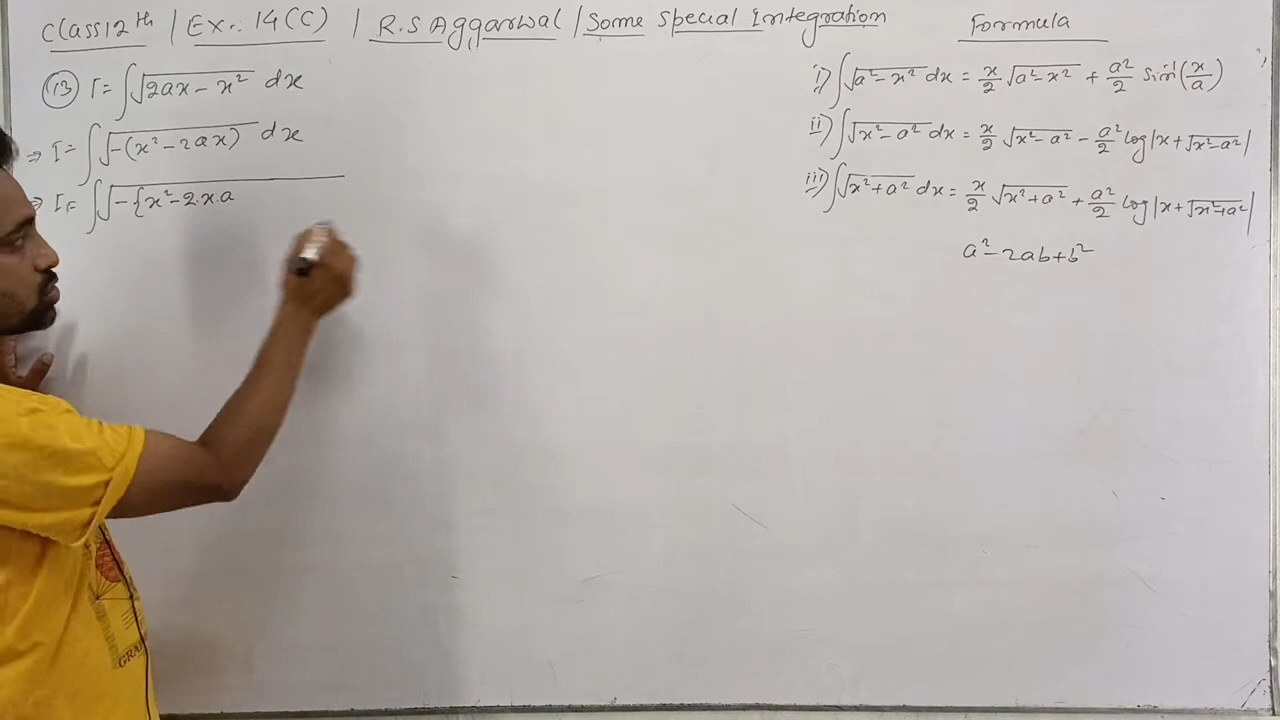 Class 12th / Ex:. 14(C) / R.S Aggarwal / Some Special Integration
Formula
(13) I = ∫√(2ax - x²) dx
⇒ I = ∫√(-(x² - 2ax)) dx
⇒ I = ∫√(-{x² - 2.x.a
i) ∫√(a² - x²) dx = x/2 √(a² - x²) + a²/2 sin⁻¹(x/a)
ii) ∫√(x² - a²) dx = x/2 √(x² - a²) - a²/2 log|x + √(x² - a²)|
iii) ∫√(x² + a²) dx = x/2 √(x² + a²) + a²/2 log|x + √(x² + a²)|
a² - 2ab + b²